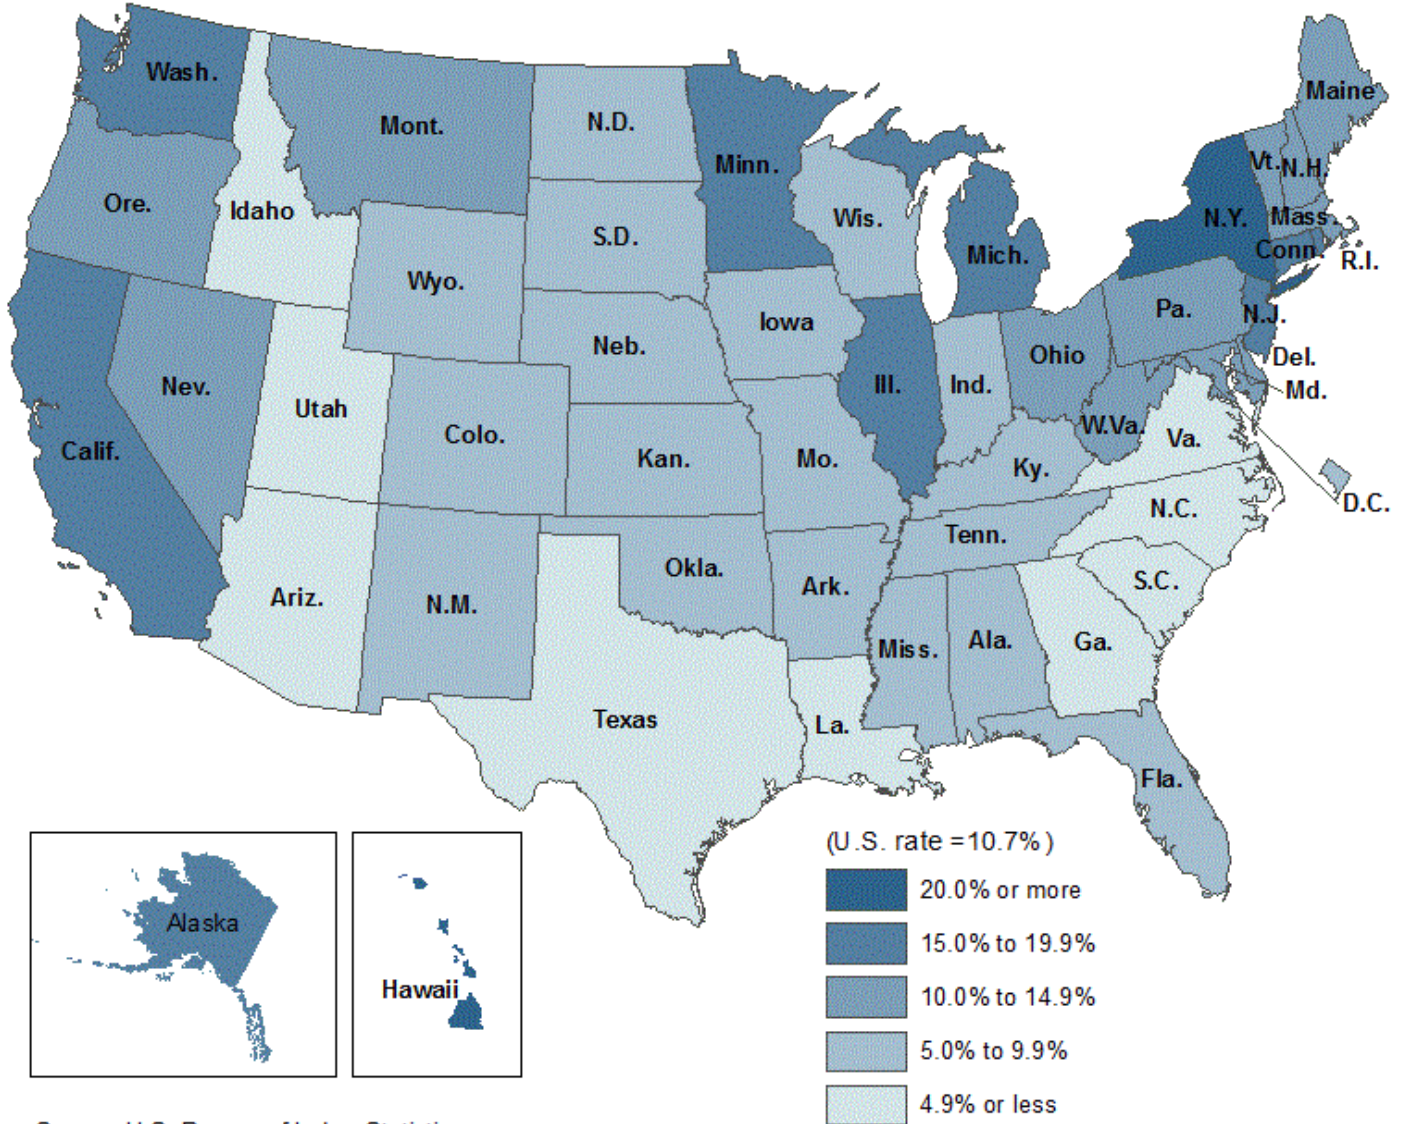 Wash.
Mont.
N.D.
Minn.
Maine
Vt.
N.H.
Ore.
Idaho
S.D.
Wis.
Mich.
N.Y.
Mass.
Conn.
R.I.
Wyo.
Iowa
Pa.
N.J.
Neb.
Ohio
Del.
Nev.
Utah
Ill.
Ind.
Md.
Calif.
Colo.
Kan.
Mo.
Ky.
W.Va.
Va.
D.C.
N.C.
Tenn.
Okla.
Ark.
S.C.
Ariz.
N.M.
Miss.
Ala.
Ga.
Texas
La.
Fla.
Alaska
Hawaii
(U.S. rate =10.7%)
20.0% or more
15.0% to 19.9%
10.0% to 14.9%
5.0% to 9.9%
4.9% or less